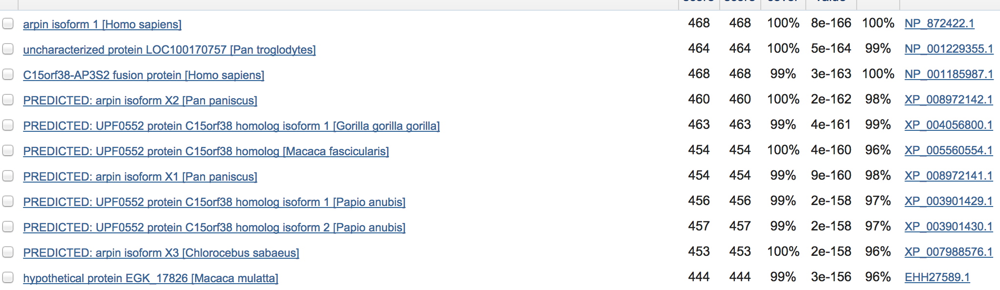 score score cover value
arpin isoform 1 [Homo sapiens] 468 468 100% 8e-166 100% NP_872422.1
uncharacterized protein LOC100170757 [Pan troglodytes] 464 464 100% 5e-164 99% NP_001229355.1
C15orf38-AP3S2 fusion protein [Homo sapiens] 468 468 99% 3e-163 100% NP_001185987.1
PREDICTED: arpin isoform X2 [Pan paniscus] 460 460 100% 2e-162 98% XP_008972142.1
PREDICTED: UPF0552 protein C15orf38 homolog isoform 1 [Gorilla gorilla gorilla] 463 463 99% 4e-161 99% XP_004056800.1
PREDICTED: UPF0552 protein C15orf38 homolog [Macaca fascicularis] 454 454 100% 4e-160 96% XP_005560554.1
PREDICTED: arpin isoform X1 [Pan paniscus] 454 454 99% 9e-160 98% XP_008972141.1
PREDICTED: UPF0552 protein C15orf38 homolog isoform 1 [Papio anubis] 456 456 99% 2e-158 97% XP_003901429.1
PREDICTED: UPF0552 protein C15orf38 homolog isoform 2 [Papio anubis] 457 457 99% 2e-158 97% XP_003901430.1
PREDICTED: arpin isoform X3 [Chlorocebus sabaeus] 453 453 100% 2e-158 96% XP_007988576.1
hypothetical protein EGK_17826 [Macaca mulatta] 444 444 99% 3e-156 96% EHH27589.1